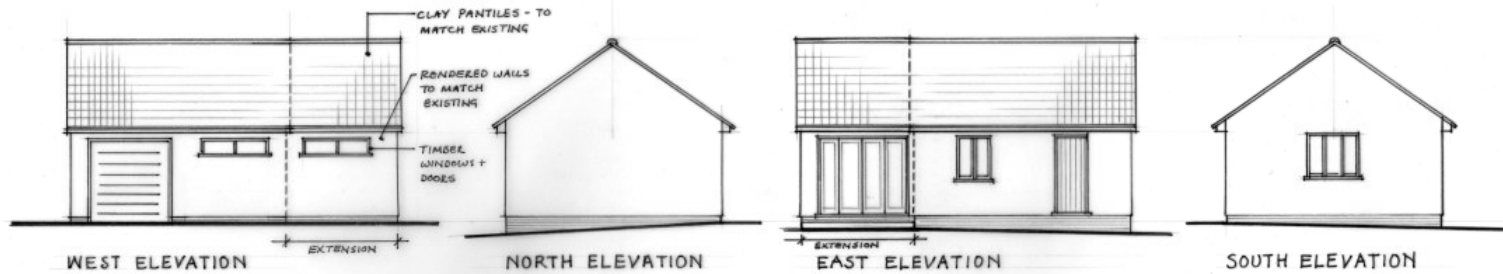 CLAY PANTILES - TO
MATCH EXISTING
RENDERED WALLS
TO MATCH
EXISTING
TIMBER
WINDOWS +
DOORS
EXTENSION
WEST ELEVATION
NORTH ELEVATION
EXTENSION
EAST ELEVATION
SOUTH ELEVATION